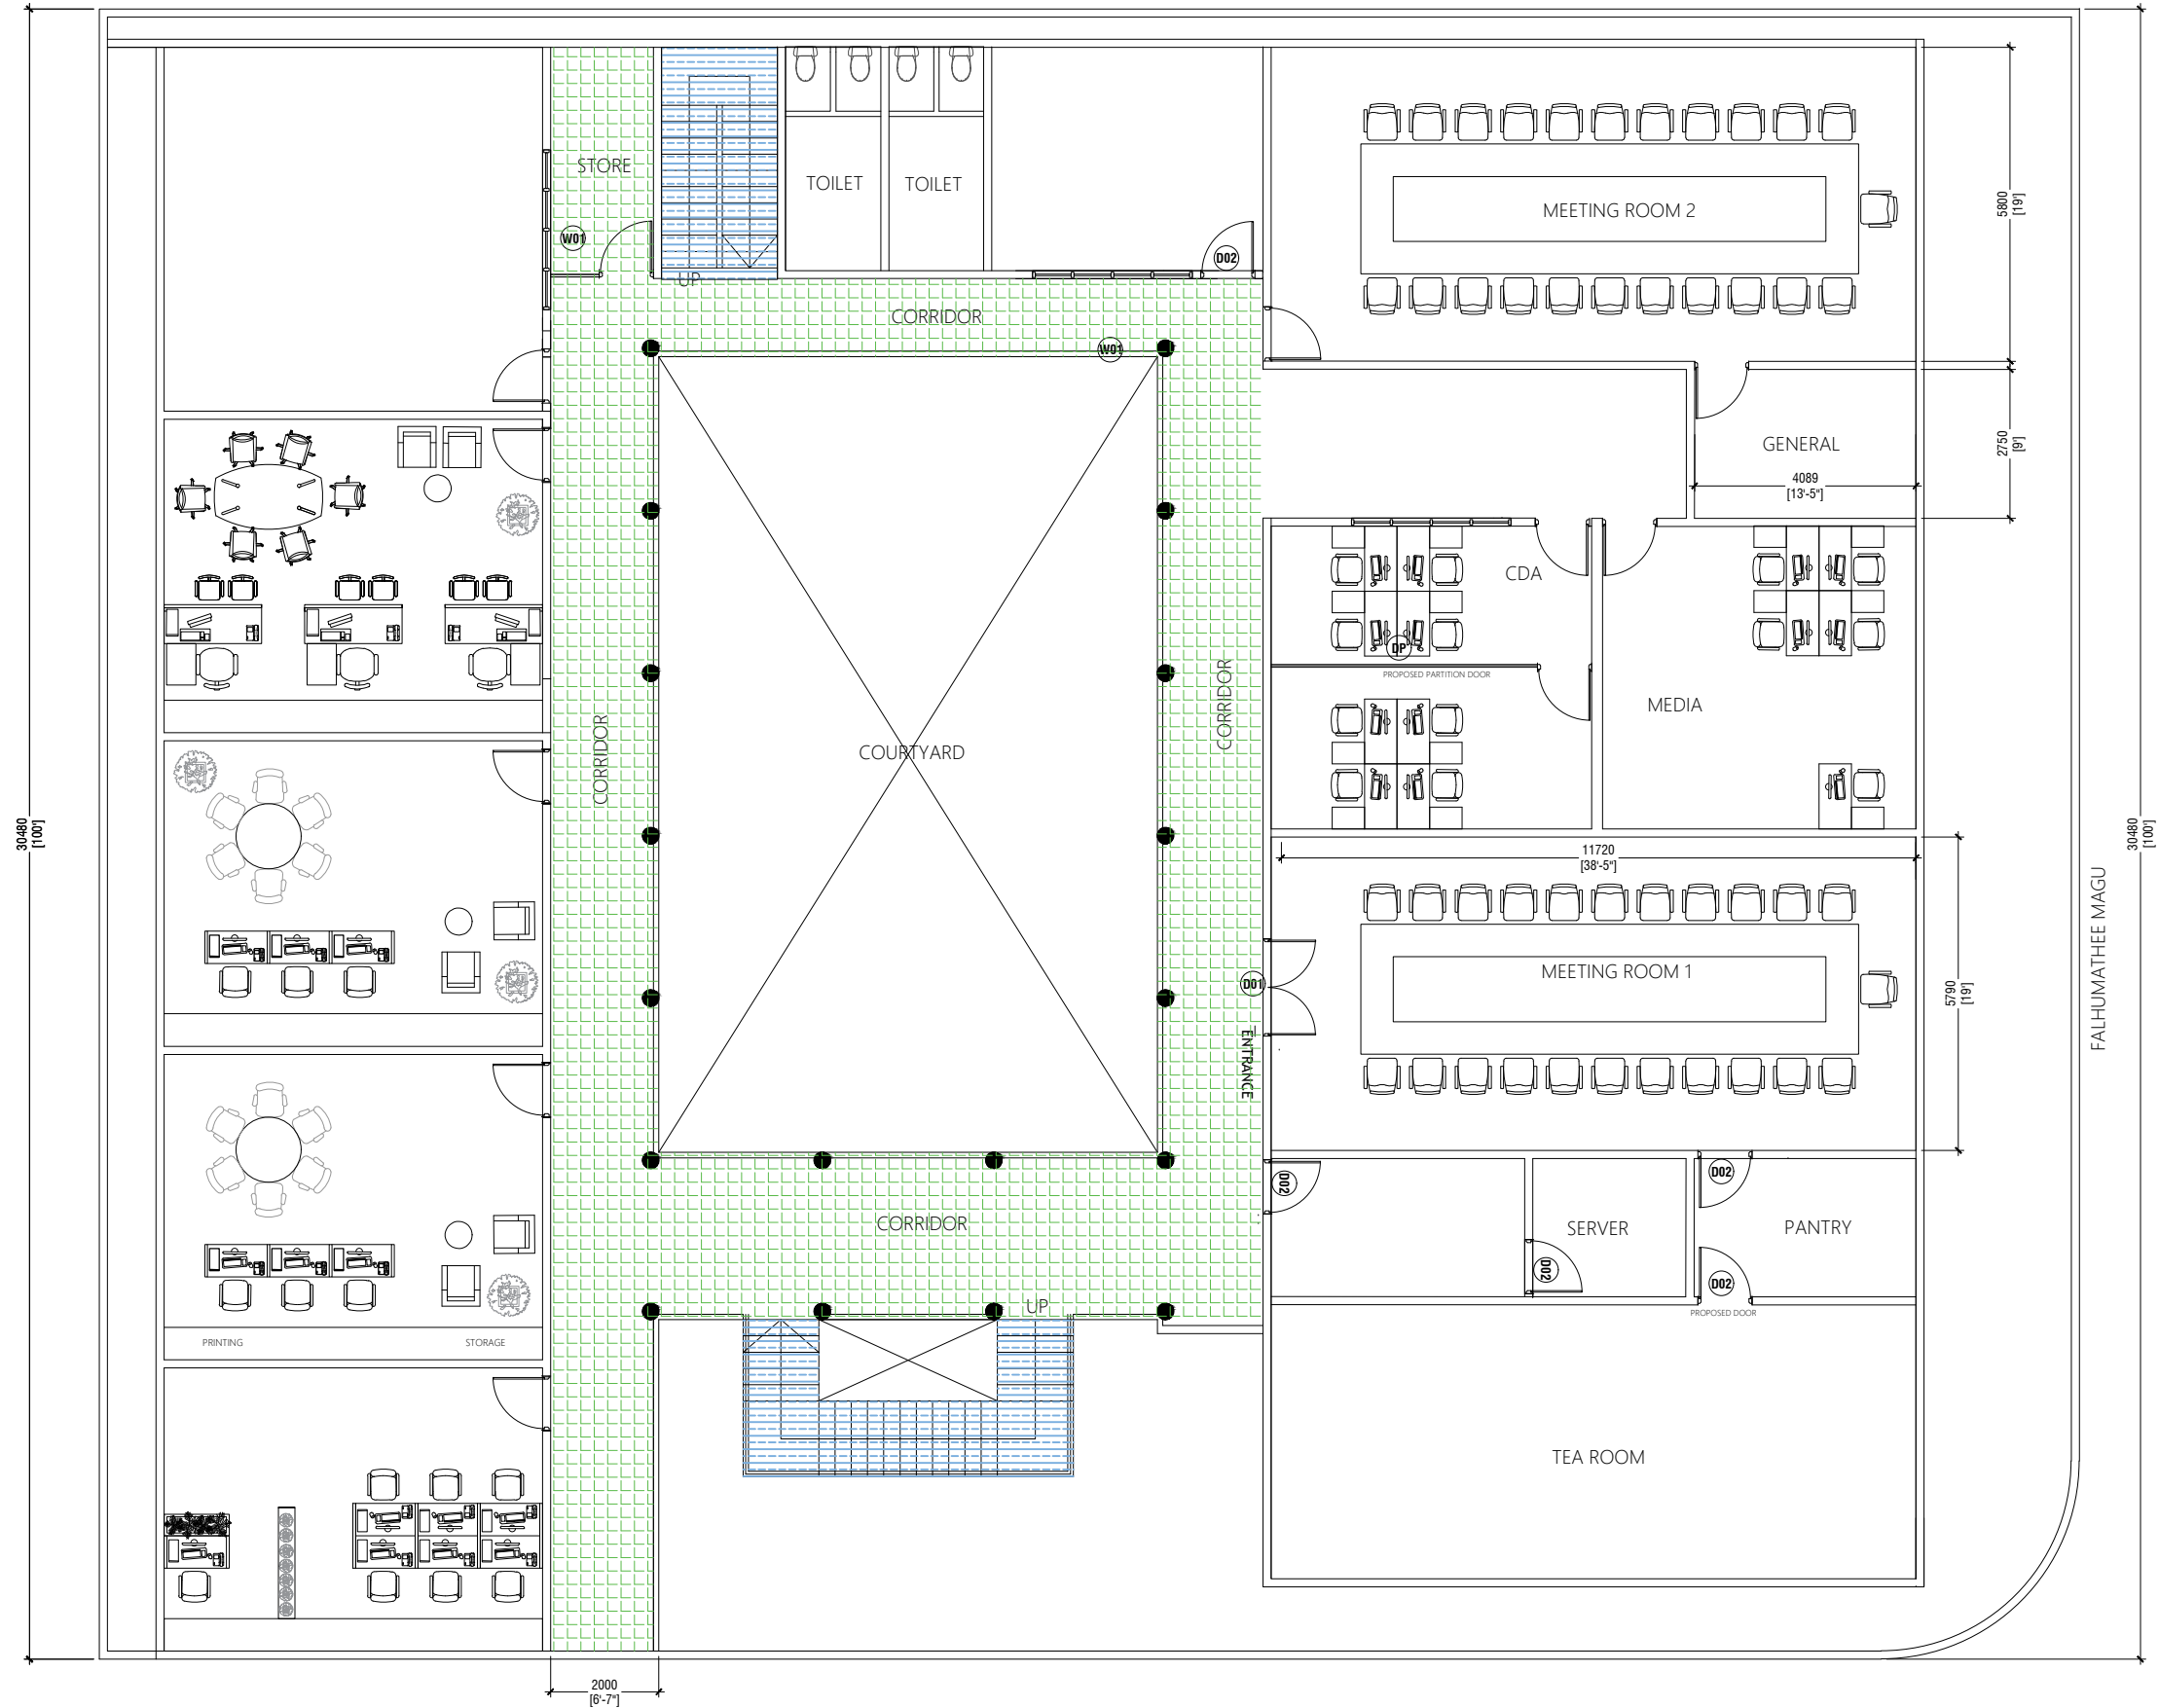 STORE
TOILET
TOILET
MEETING ROOM 2
5800
[19']
W01
D02
UP
CORRIDOR
W01
GENERAL
2750
[9']
4089
[13'-5"]
CDA
DP
PROPOSED PARTITION DOOR
MEDIA
CORRIDOR
CORRIDOR
COURTYARD
30480
[100']
30480
[100']
11720
[38'-5"]
FALHUMATHEE MAGU
MEETING ROOM 1
D01
5790
[19']
ENTRANCE
D02
D02
CORRIDOR
SERVER
PANTRY
D02
D02
UP
PROPOSED DOOR
PRINTING
STORAGE
TEA ROOM
2000
[6'-7"]